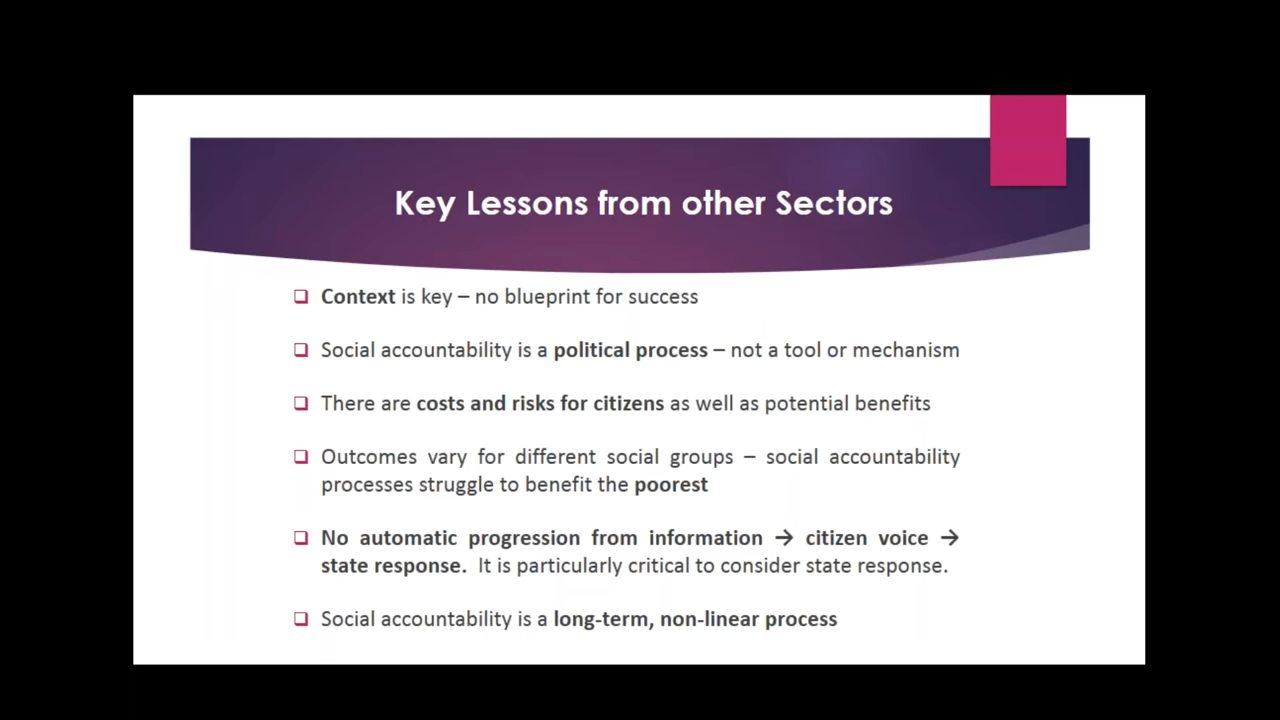 Key Lessons from other Sectors
❑ Context is key – no blueprint for success
❑ Social accountability is a political process – not a tool or mechanism
❑ There are costs and risks for citizens as well as potential benefits
❑ Outcomes vary for different social groups – social accountability
processes struggle to benefit the poorest
❑ No automatic progression from information → citizen voice →
state response. It is particularly critical to consider state response.
❑ Social accountability is a long-term, non-linear process